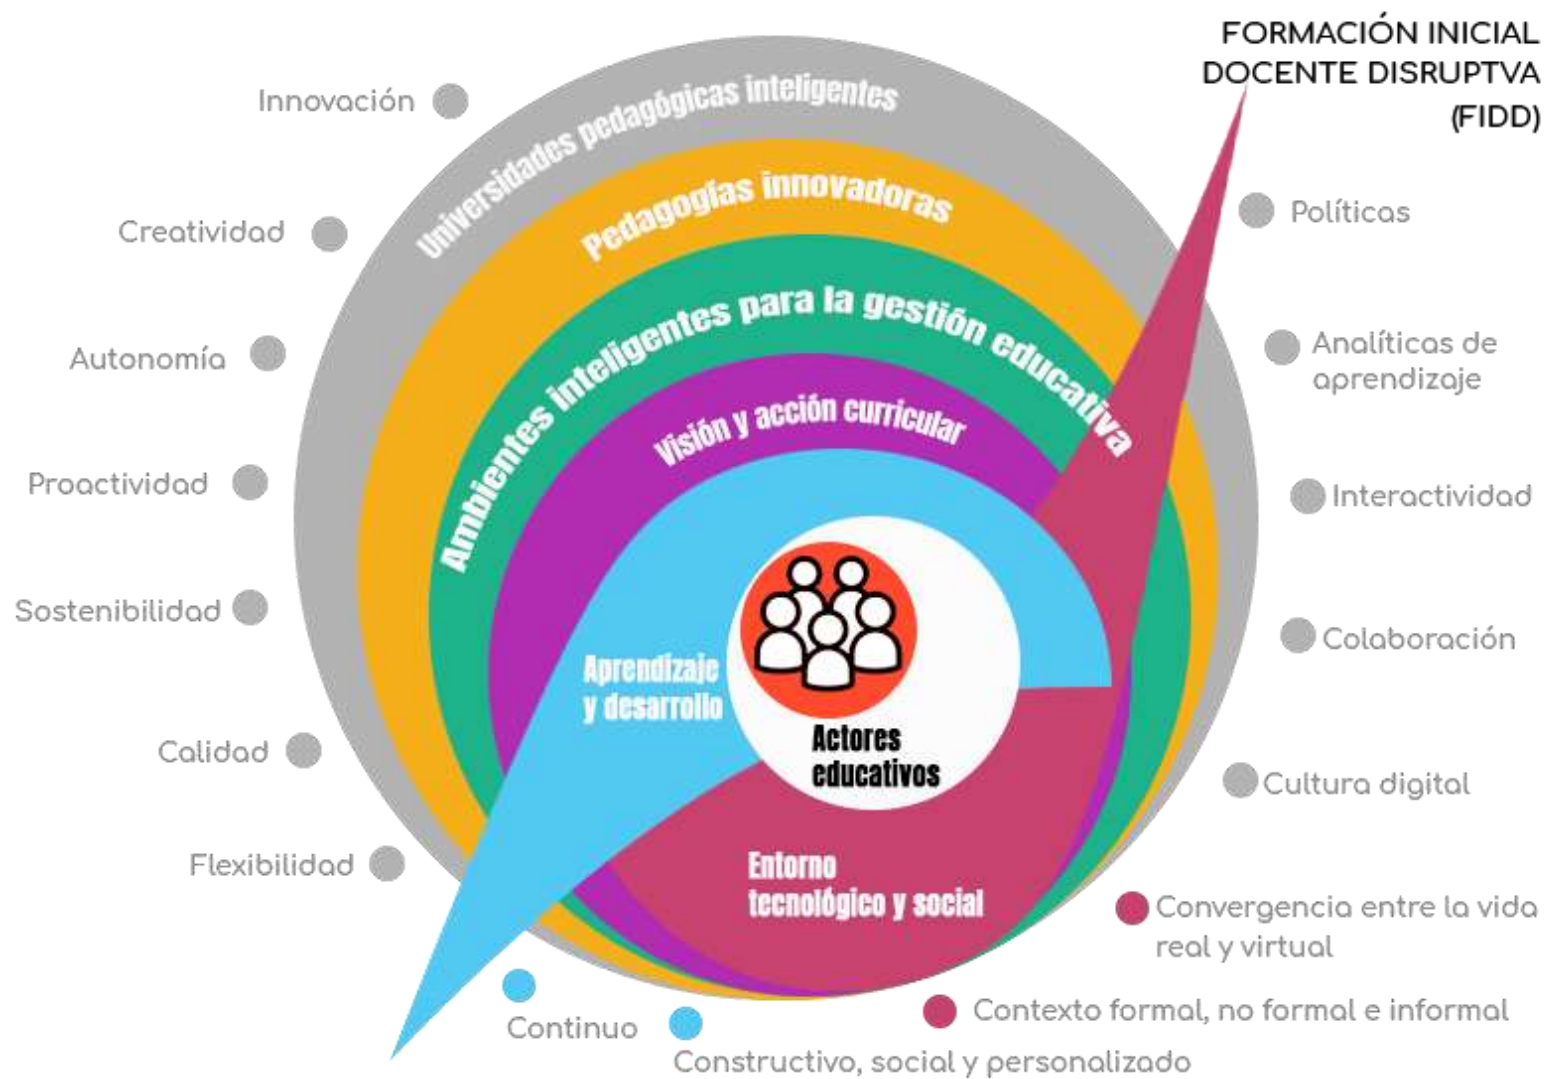 FORMACIÓN INICIAL
DOCENTE DISRUPTVA
(FIDD)
Innovación
Creatividad
Autonomía
Proactividad
Sostenibilidad
Calidad
Flexibilidad
Universidades pedagógicas inteligentes
Pedagogías innovadoras
Ambientes inteligentes para la gestión educativa
Visión y acción curricular
Aprendizaje
y desarrollo
Actores
educativos
Entorno
tecnológico y social
Políticas
Analíticas de
aprendizaje
Interactividad
Colaboración
Cultura digital
Convergencia entre la vida
real y virtual
Contexto formal, no formal e informal
Continuo
Constructivo, social y personalizado